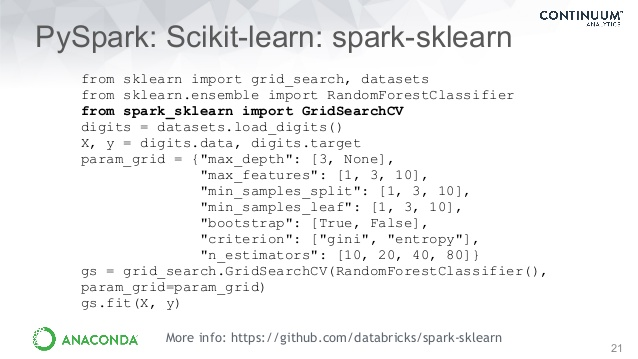 CONTINUUM
ANALYTICS
PySpark: Scikit-learn: spark-sklearn
from sklearn import grid_search, datasets
from sklearn.ensemble import RandomForestClassifier
from spark_sklearn import GridSearchCV
digits = datasets.load_digits()
X, y = digits.data, digits.target
param_grid = {"max_depth": [3, None],
"max_features": [1, 3, 10],
"min_samples_split": [1, 3, 10],
"min_samples_leaf": [1, 3, 10],
"bootstrap": [True, False],
"criterion": ["gini", "entropy"],
"n_estimators": [10, 20, 40, 80]}
gs = grid_search.GridSearchCV(RandomForestClassifier(),
param_grid=param_grid)
gs.fit(X, y)
ANACONDA
More info: https://github.com/databricks/spark-sklearn
21